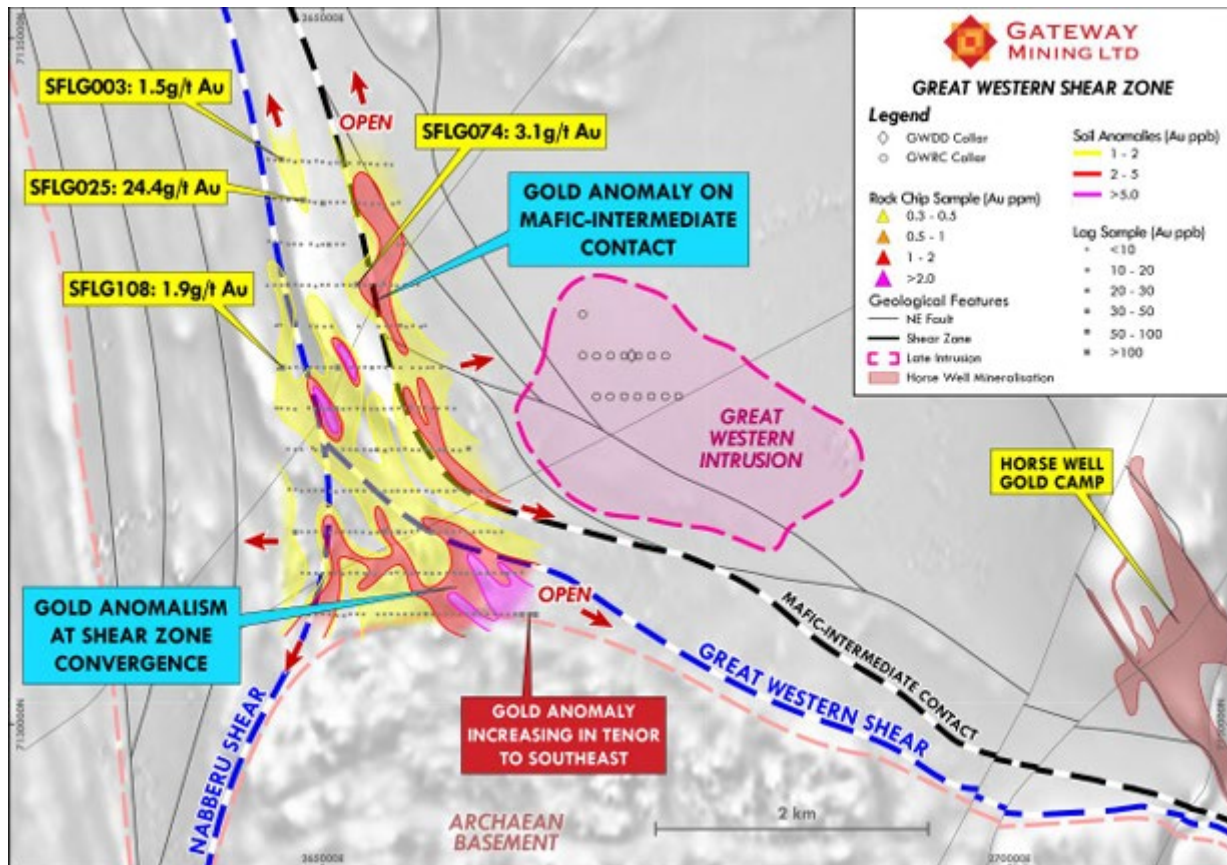 7135000N
365000E
SFLG003: 1.5g/t Au
OPEN
SFLG074: 3.1g/t Au
SFLG025: 24.4g/t Au
GOLD ANOMALY ON
MAFIC-INTERMEDIATE
CONTACT
SFLG108: 1.9g/t Au
GREAT
WESTERN
INTRUSION
HORSE WELL
GOLD CAMP
GOLD ANOMALISM
AT SHEAR ZONE
CONVERGENCE
OPEN
MAFIC-INTERMEDIATE CONTACT
GREAT WESTERN SHEAR
NABBERU SHEAR
GOLD ANOMALY
INCREASING IN TENOR
TO SOUTHEAST
7130000N
ARCHAEAN
BASEMENT
2 km
365000E
270000E
GATEWAY
MINING LTD
GREAT WESTERN SHEAR ZONE
Legend
GWDD Collar
GWRC Collar
Rock Chip Sample (Au ppm)
0.3 - 0.5
0.5 - 1
1 - 2
>2.0
Geological Features
NE Fault
Shear Zone
Late Intrusion
Horse Well Mineralisation
Soil Anomalies (Au ppb)
1 - 2
2 - 5
>5.0
Lag Sample (Au ppb)
<10
10 - 20
20 - 30
30 - 50
50 - 100
>100